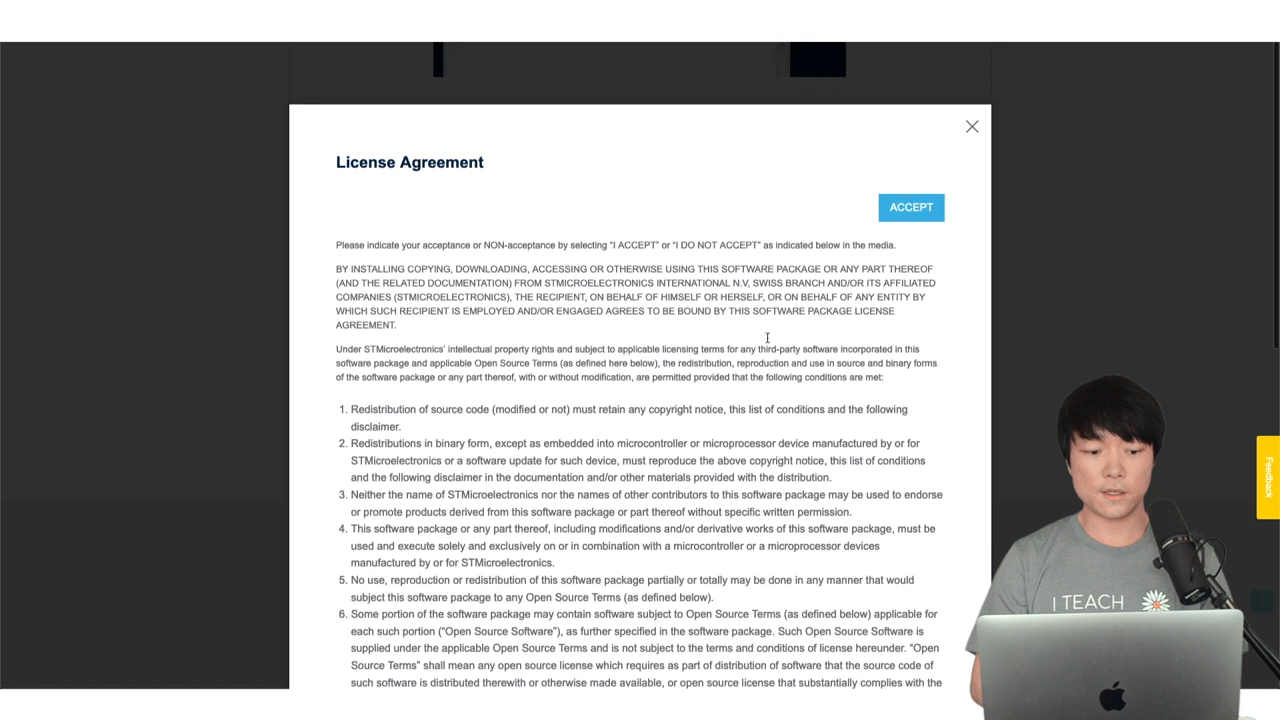 License Agreement
ACCEPT
Please indicate your acceptance or NON-acceptance by selecting “I ACCEPT” or “I DO NOT ACCEPT” as indicated below in the media.
BY INSTALLING COPYING, DOWNLOADING, ACCESSING OR OTHERWISE USING THIS SOFTWARE PACKAGE OR ANY PART THEREOF
(AND THE RELATED DOCUMENTATION) FROM STMICROELECTRONICS INTERNATIONAL N.V, SWISS BRANCH AND/OR ITS AFFILIATED
COMPANIES (STMICROELECTRONICS), THE RECIPIENT, ON BEHALF OF HIMSELF OR HERSELF, OR ON BEHALF OF ANY ENTITY BY
WHICH SUCH RECIPIENT IS EMPLOYED AND/OR ENGAGED AGREES TO BE BOUND BY THIS SOFTWARE PACKAGE LICENSE
AGREEMENT.
Under STMicroelectronics’ intellectual property rights and subject to applicable licensing terms for any third-party software incorporated in this
software package and applicable Open Source Terms (as defined here below), the redistribution, reproduction and use in source and binary forms
of the software package or any part thereof, with or without modification, are permitted provided that the following conditions are met:
1. Redistribution of source code (modified or not) must retain any copyright notice, this list of conditions and the following
disclaimer.
2. Redistributions in binary form, except as embedded into microcontroller or microprocessor device manufactured by or for
STMicroelectronics or a software update for such device, must reproduce the above copyright notice, this list of conditions
and the following disclaimer in the documentation and/or other materials provided with the distribution.
3. Neither the name of STMicroelectronics nor the names of other contributors to this software package may be used to endorse
or promote products derived from this software package or part thereof without specific written permission.
4. This software package or any part thereof, including modifications and/or derivative works of this software package, must be
used and execute solely and exclusively on or in combination with a microcontroller or a microprocessor devices
manufactured by or for STMicroelectronics.
5. No use, reproduction or redistribution of this software package partially or totally may be done in any manner that would
subject this software package to any Open Source Terms (as defined below).
6. Some portion of the software package may contain software subject to Open Source Terms (as defined below) applicable for
each such portion (“Open Source Software”), as further specified in the software package. Such Open Source Software is
supplied under the applicable Open Source Terms and is not subject to the terms and conditions of license hereunder. “Open
Source Terms” shall mean any open source license which requires as part of distribution of software that the source code of
such software is distributed therewith or otherwise made available, or open source license that substantially complies with the
Feedback
I TEACH